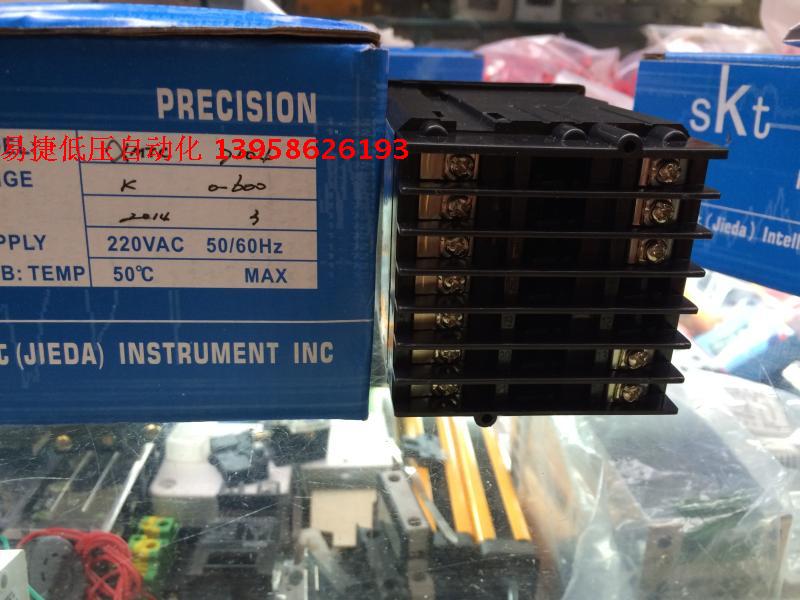 PRECISION
易捷低压自动化 13958626193
K 0-600
2014 3
PPLY 220VAC 50/60Hz
B: TEMP 50℃ MAX
t (JIEDA) INSTRUMENT INC
skt
(Jieda) Intell